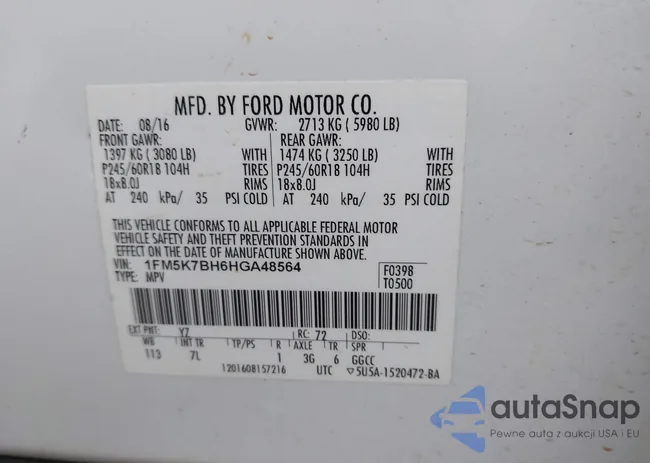 MFD. BY FORD MOTOR CO.
DATE: 08/16 GVWR: 2713 KG ( 5980 LB)
FRONT GAWR: REAR GAWR:
1397 KG ( 3080 LB) WITH 1474 KG ( 3250 LB) WITH
P245/60R18 104H TIRES P245/60R18 104H TIRES
18x8.0J RIMS 18x8.0J RIMS
AT 240 kPa/ 35 PSI COLD AT 240 kPa/ 35 PSI COLD
THIS VEHICLE CONFORMS TO ALL APPLICABLE FEDERAL MOTOR
VEHICLE SAFETY AND THEFT PREVENTION STANDARDS IN
EFFECT ON THE DATE OF MANUFACTURE SHOWN ABOVE.
VIN: 1FM5K7BH6HGA48564 F0398
TYPE: MPV T0500
EXT PNT: YZ RC: 72 DSO:
WB INT TR TP/PS R AXLE TR SPR
113 7L 1 3G 6 GGCC
1201608157216 UTC ▽5U5A-1520472-BA
autaSnap
Pewne auta z aukcji USA i EU